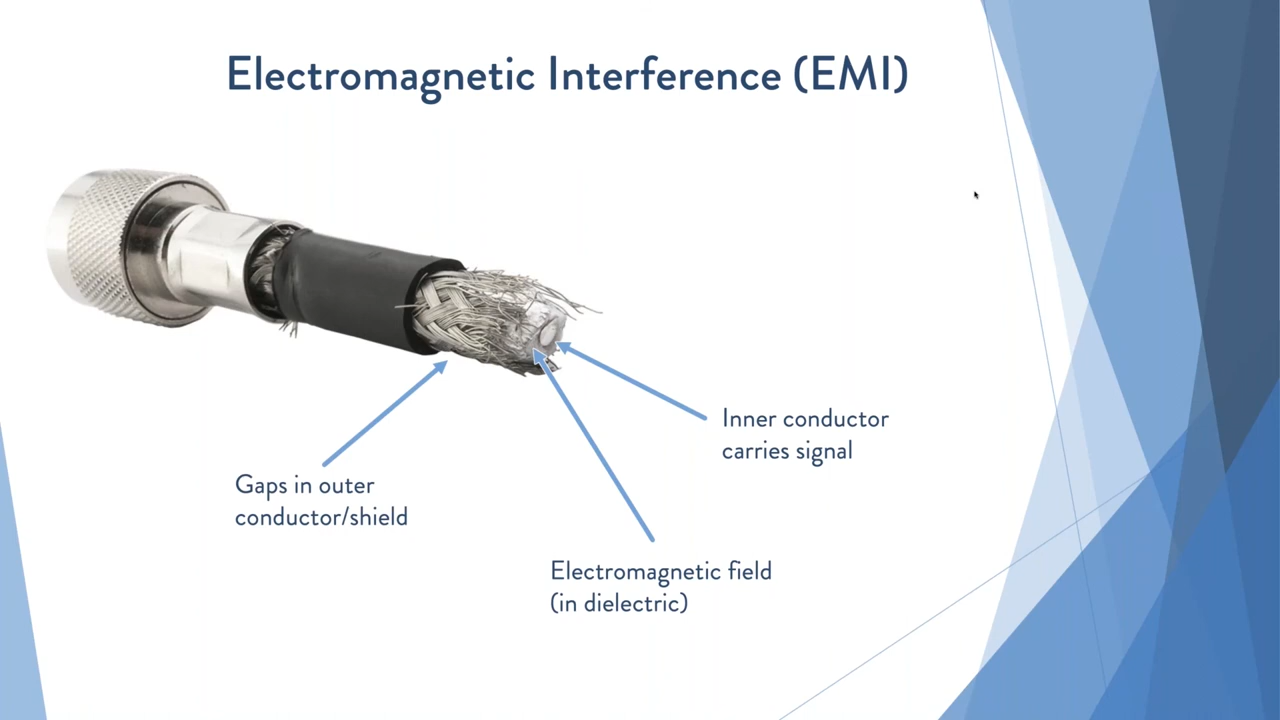 Electromagnetic Interference (EMI)
Inner conductor
carries signal
Gaps in outer
conductor/shield
Electromagnetic field
(in dielectric)